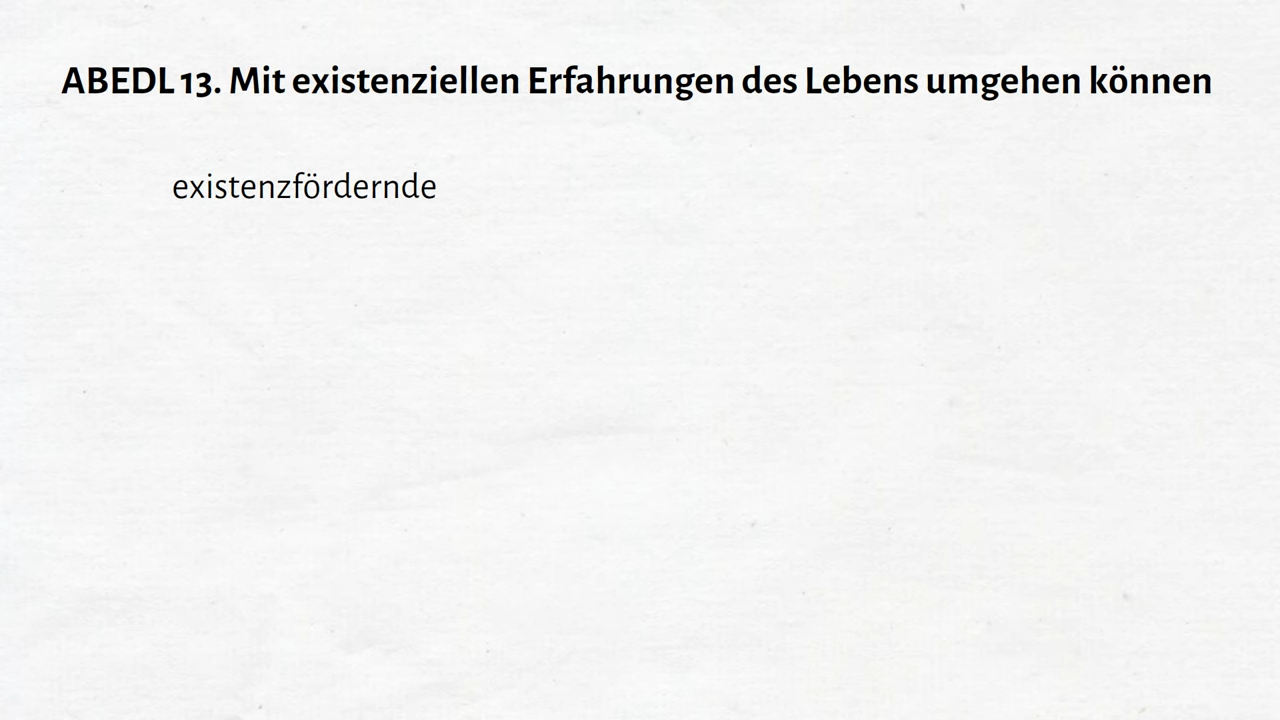 ABEDL 13. Mit existenziellen Erfahrungen des Lebens umgehen können
existenzfördernde